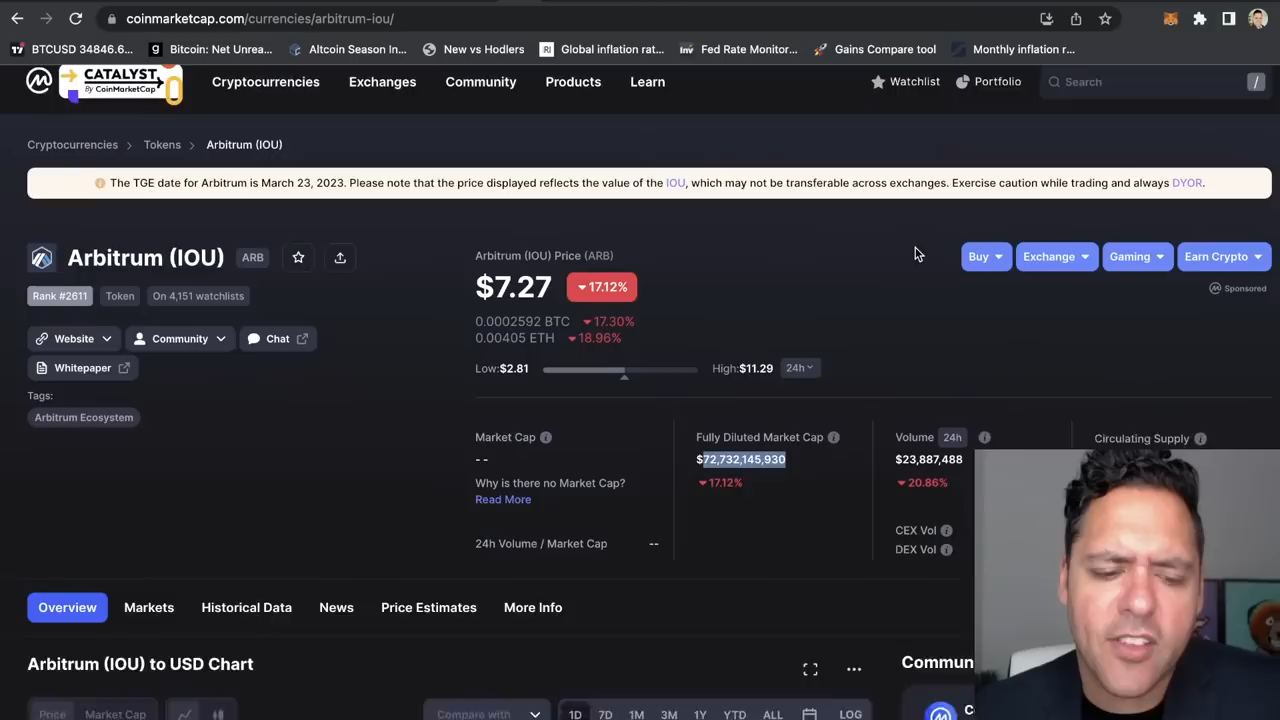 coinmarketcap.com/currencies/arbitrum-iou/
BTCUSD 34846.6... Bitcoin: Net Unrea... Altcoin Season In... New vs Hodlers Global inflation rat... Fed Rate Monitor... Gains Compare tool Monthly inflation r...
CATALYST
By CoinMarketCap
Cryptocurrencies Exchanges Community Products Learn Watchlist Portfolio Search /
Cryptocurrencies > Tokens > Arbitrum (IOU)
The TGE date for Arbitrum is March 23, 2023. Please note that the price displayed reflects the value of the IOU, which may not be transferable across exchanges. Exercise caution while trading and always DYOR.
Arbitrum (IOU) ARB
Rank #2611 Token On 4,151 watchlists
Website Community Chat
Whitepaper
Tags:
Arbitrum Ecosystem
Arbitrum (IOU) Price (ARB)
$7.27 17.12%
0.0002592 BTC 17.30%
0.00405 ETH 18.96%
Low:$2.81 High:$11.29 24h
Buy Exchange Gaming Earn Crypto
Sponsored
Market Cap
- -
Why is there no Market Cap?
Read More
24h Volume / Market Cap --
Fully Diluted Market Cap
$72,732,145,930
17.12%
Volume 24h
$23,887,488
20.86%
CEX Vol
DEX Vol
Circulating Supply
Overview Markets Historical Data News Price Estimates More Info
Arbitrum (IOU) to USD Chart
Commun
Price Market Cap Compare with 1D 7D 1M 3M 1Y YTD ALL LOG
C